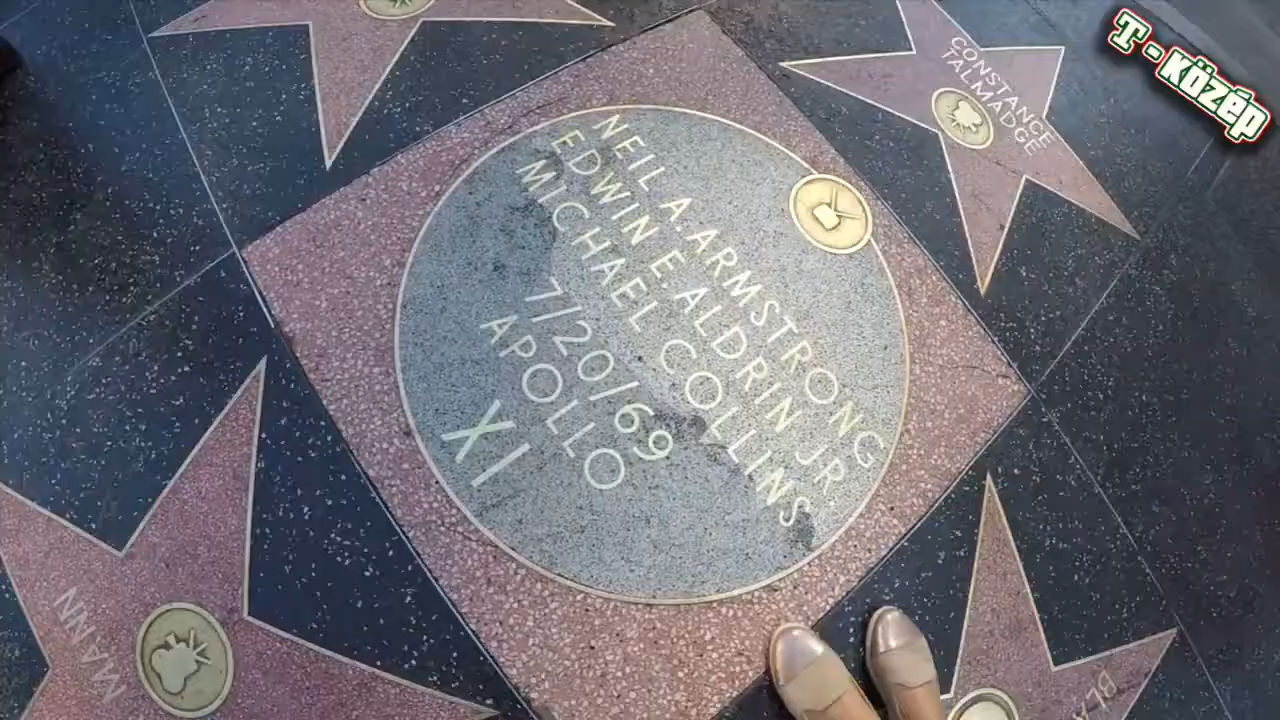 NEIL A. ARMSTRONG
EDWIN E ALDRIN JR.
MICHAEL COLLINS
7/20/69
APOLLO
XI
CONSTANCE
TALMADGE
T - közép
MANN